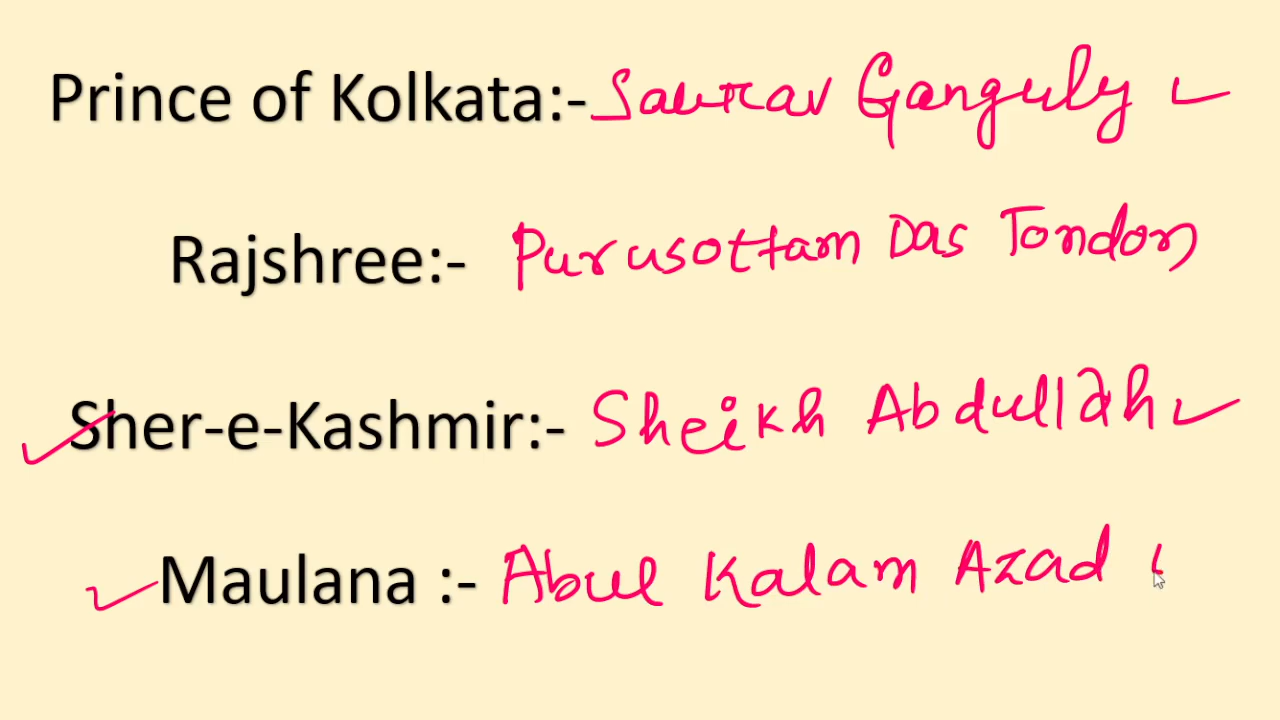 Prince of Kolkata:- Saurav Ganguly
Rajshree:- Purusottam Das Tondon
Sher-e-Kashmir:- Sheikh Abdullah
Maulana :- Abul Kalam Azad